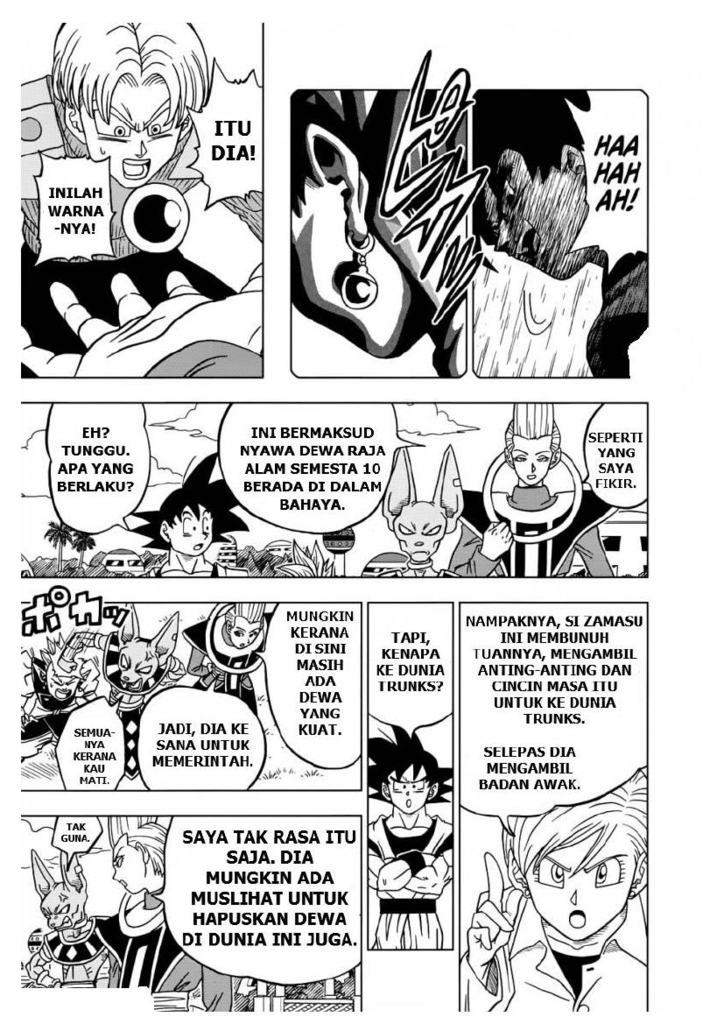 HAA
HAH
AH!
ITU
DIA!
INILAH
WARNA
-NYA!
SEPERTI
YANG
SAYA
FIKIR.
INI BERMAKSUD
NYAWA DEWA RAJA
ALAM SEMESTA 10
BERADA DI DALAM
BAHAYA.
EH?
TUNGGU.
APA YANG
BERLAKU?
NAMPAKNYA, SI ZAMASU
INI MEMBUNUH
TUANNYA, MENGAMBIL
ANTING-ANTING DAN
CINCIN MASA ITU
UNTUK KE DUNIA
TRUNKS.
SELEPAS DIA
MENGAMBIL
BADAN AWAK.
TAPI,
KENAPA
KE DUNIA
TRUNKS?
MUNGKIN
KERANA
DI SINI
MASIH
ADA
DEWA
YANG
KUAT.
JADI, DIA KE
SANA UNTUK
MEMERINTAH.
SEMUA-
NYA
KERANA
KAU
MATI.
ポカッ
SAYA TAK RASA ITU
SAJA. DIA
MUNGKIN ADA
MUSLIHAT UNTUK
HAPUSKAN DEWA
DI DUNIA INI JUGA.
TAK
GUNA.